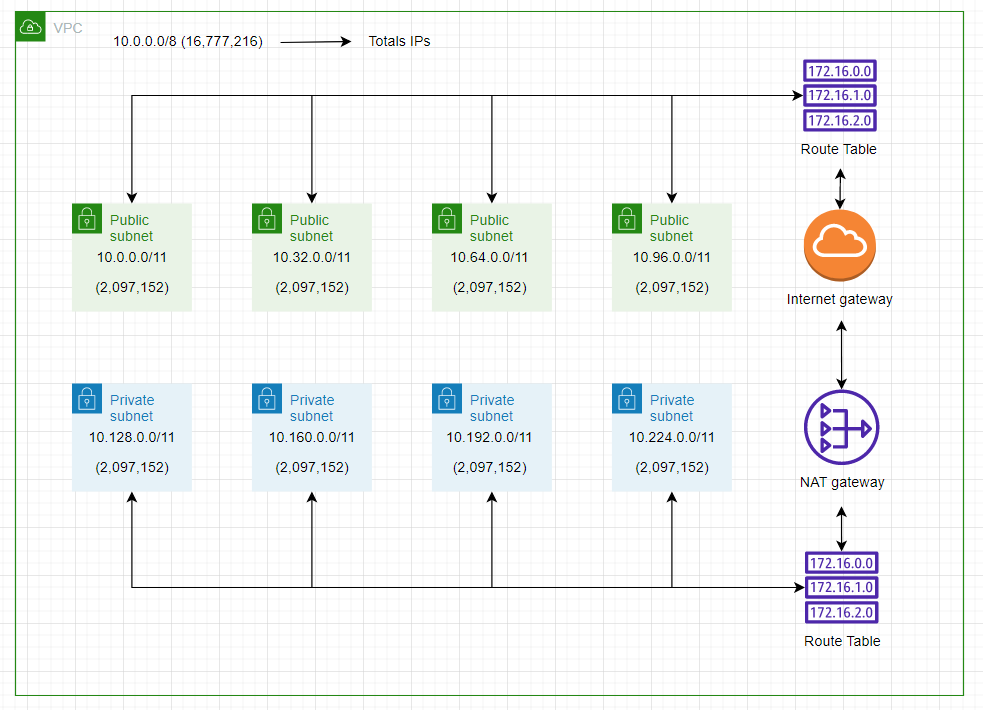 VPC
10.0.0.0/8 (16,777,216)
Totals IPs
172.16.0.0
172.16.1.0
172.16.2.0
Route Table
Public
subnet
10.0.0.0/11
(2,097,152)
Public
subnet
10.32.0.0/11
(2,097,152)
Public
subnet
10.64.0.0/11
(2,097,152)
Public
subnet
10.96.0.0/11
(2,097,152)
Internet gateway
Private
subnet
10.128.0.0/11
(2,097,152)
Private
subnet
10.160.0.0/11
(2,097,152)
Private
subnet
10.192.0.0/11
(2,097,152)
Private
subnet
10.224.0.0/11
(2,097,152)
NAT gateway
172.16.0.0
172.16.1.0
172.16.2.0
Route Table